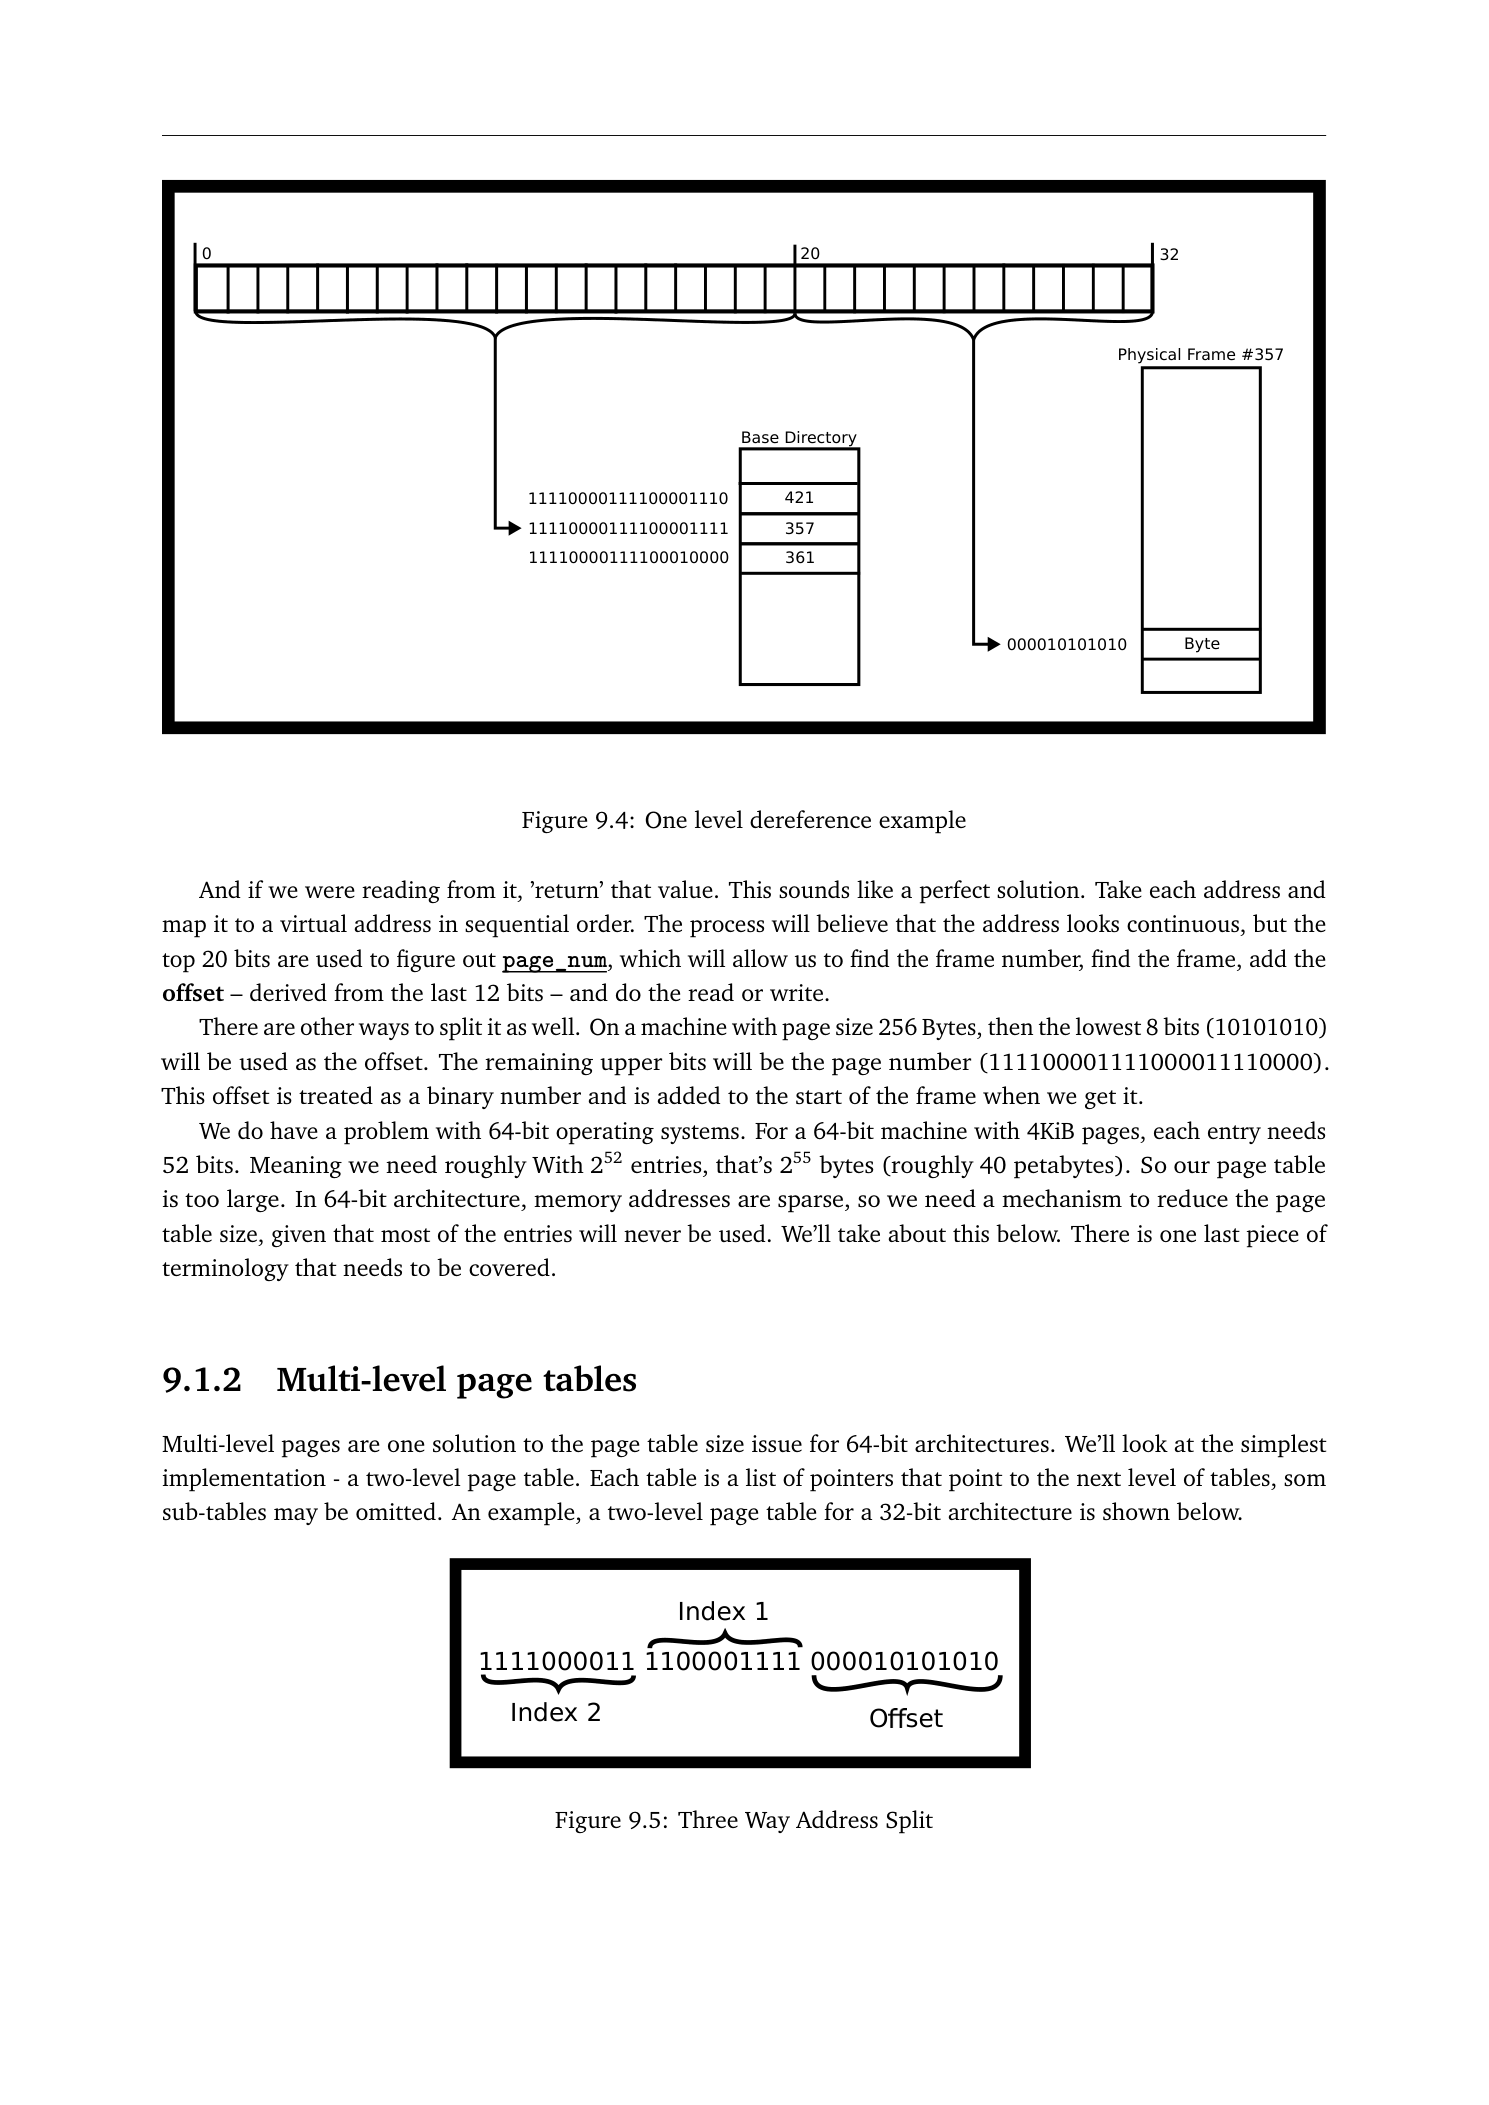 0
20
32
Physical Frame #357
Base Directory
11110000111100001110
421
11110000111100001111
357
11110000111100010000
361
000010101010
Byte
Figure 9.4: One level dereference example
And if we were reading from it, ’return’ that value. This sounds like a perfect solution. Take each address and
map it to a virtual address in sequential order. The process will believe that the address looks continuous, but the
top 20 bits are used to figure out page_num, which will allow us to find the frame number, find the frame, add the
offset – derived from the last 12 bits – and do the read or write.
There are other ways to split it as well. On a machine with page size 256 Bytes, then the lowest 8 bits (10101010)
will be used as the offset. The remaining upper bits will be the page number (111100001111000011110000).
This offset is treated as a binary number and is added to the start of the frame when we get it.
We do have a problem with 64-bit operating systems. For a 64-bit machine with 4KiB pages, each entry needs
52 bits. Meaning we need roughly With 2^52 entries, that’s 2^55 bytes (roughly 40 petabytes). So our page table
is too large. In 64-bit architecture, memory addresses are sparse, so we need a mechanism to reduce the page
table size, given that most of the entries will never be used. We’ll take about this below. There is one last piece of
terminology that needs to be covered.
9.1.2 Multi-level page tables
Multi-level pages are one solution to the page table size issue for 64-bit architectures. We’ll look at the simplest
implementation - a two-level page table. Each table is a list of pointers that point to the next level of tables, som
sub-tables may be omitted. An example, a two-level page table for a 32-bit architecture is shown below.
Index 1
1111000011 1100001111 000010101010
Index 2
Offset
Figure 9.5: Three Way Address Split